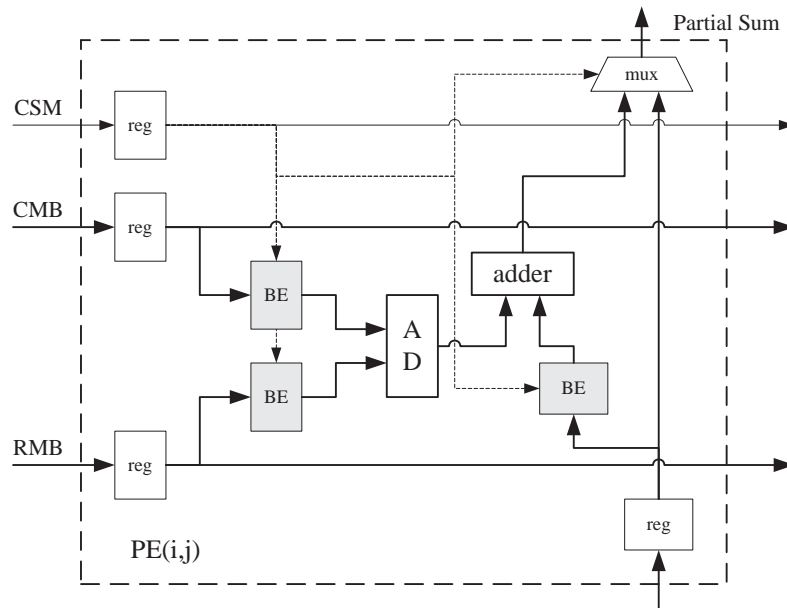 Partial Sum
mux
CSM
reg
CMB
reg
adder
BE
A
D
BE
BE
RMB
reg
reg
PE(i,j)